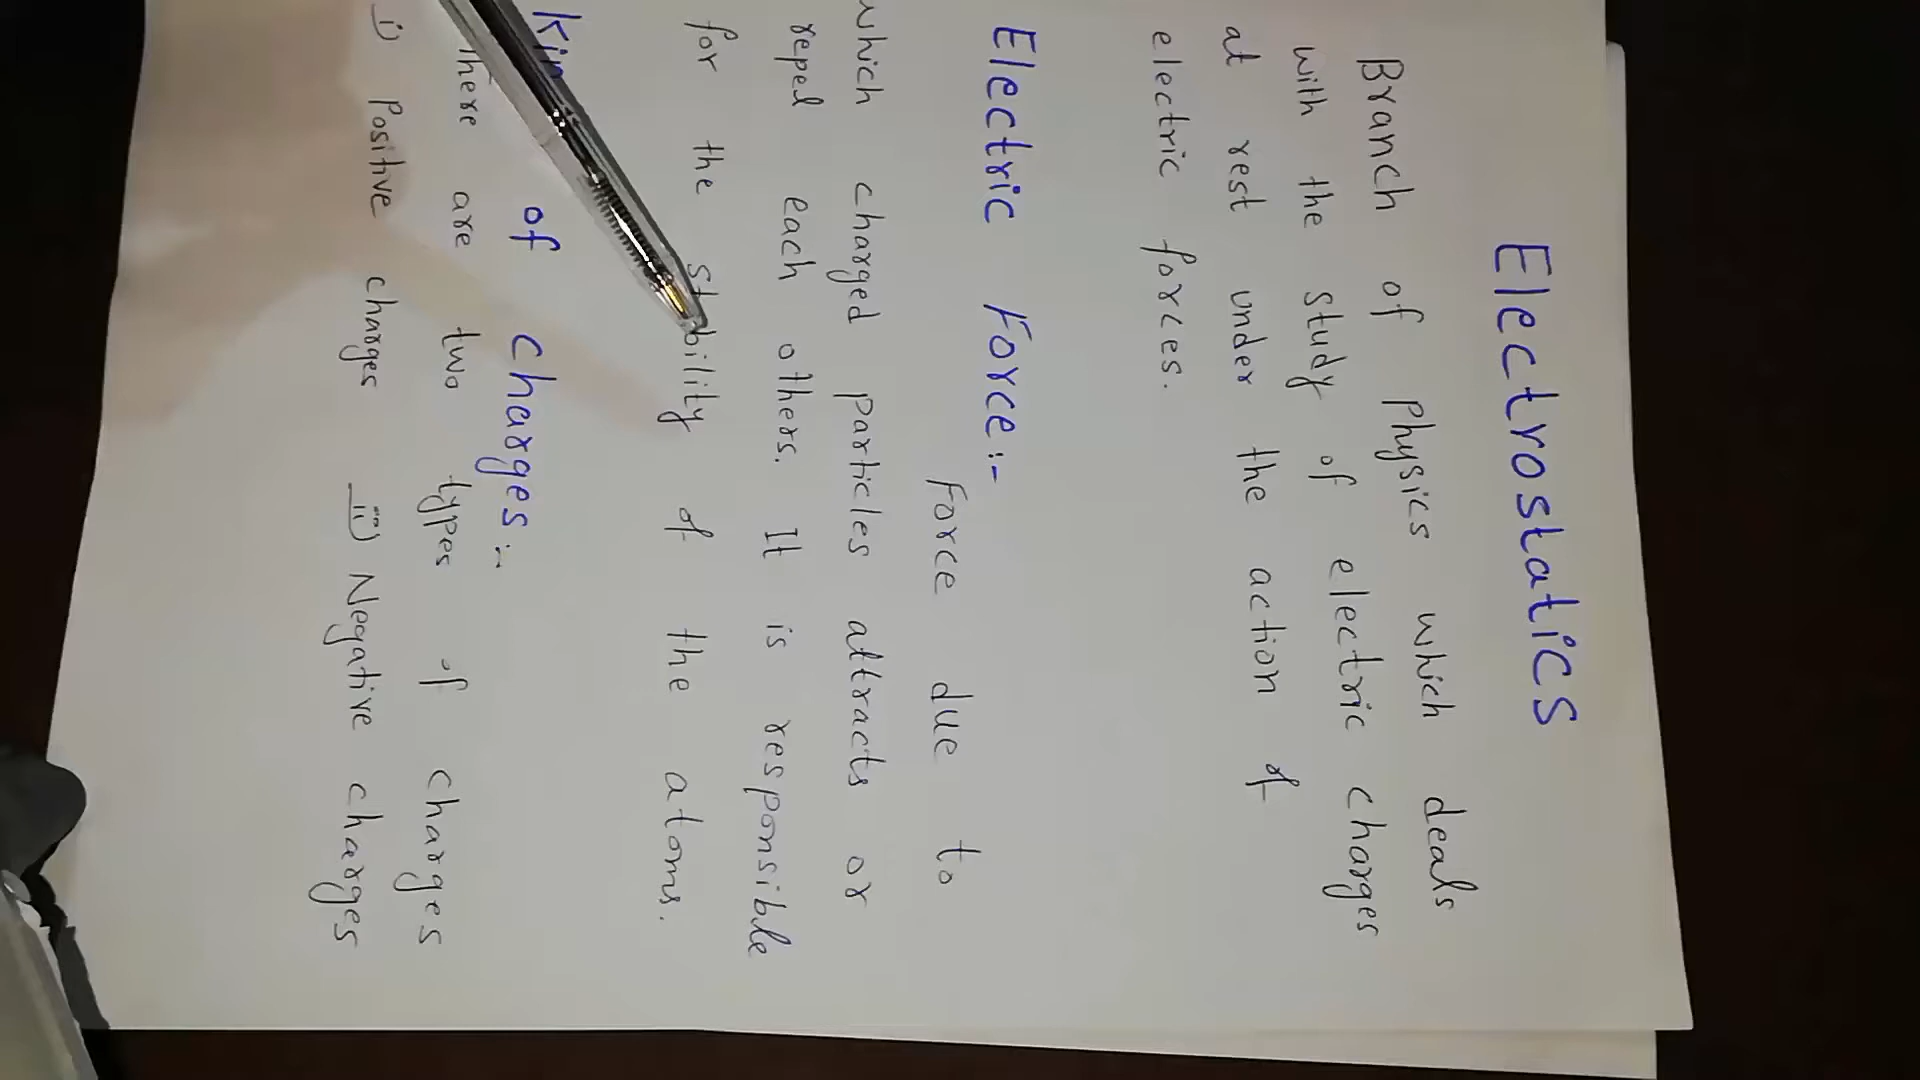 Electrostatics
Branch of Physics which deals
with the study of electric charges
at rest under the action of
electric forces.
Electric Force:-
Force due to
which charged particles attracts or
repel each others. It is responsible
for the stability of the atoms.
of charges:-
There are two types of charges
i) Positive charges ii) Negative charges